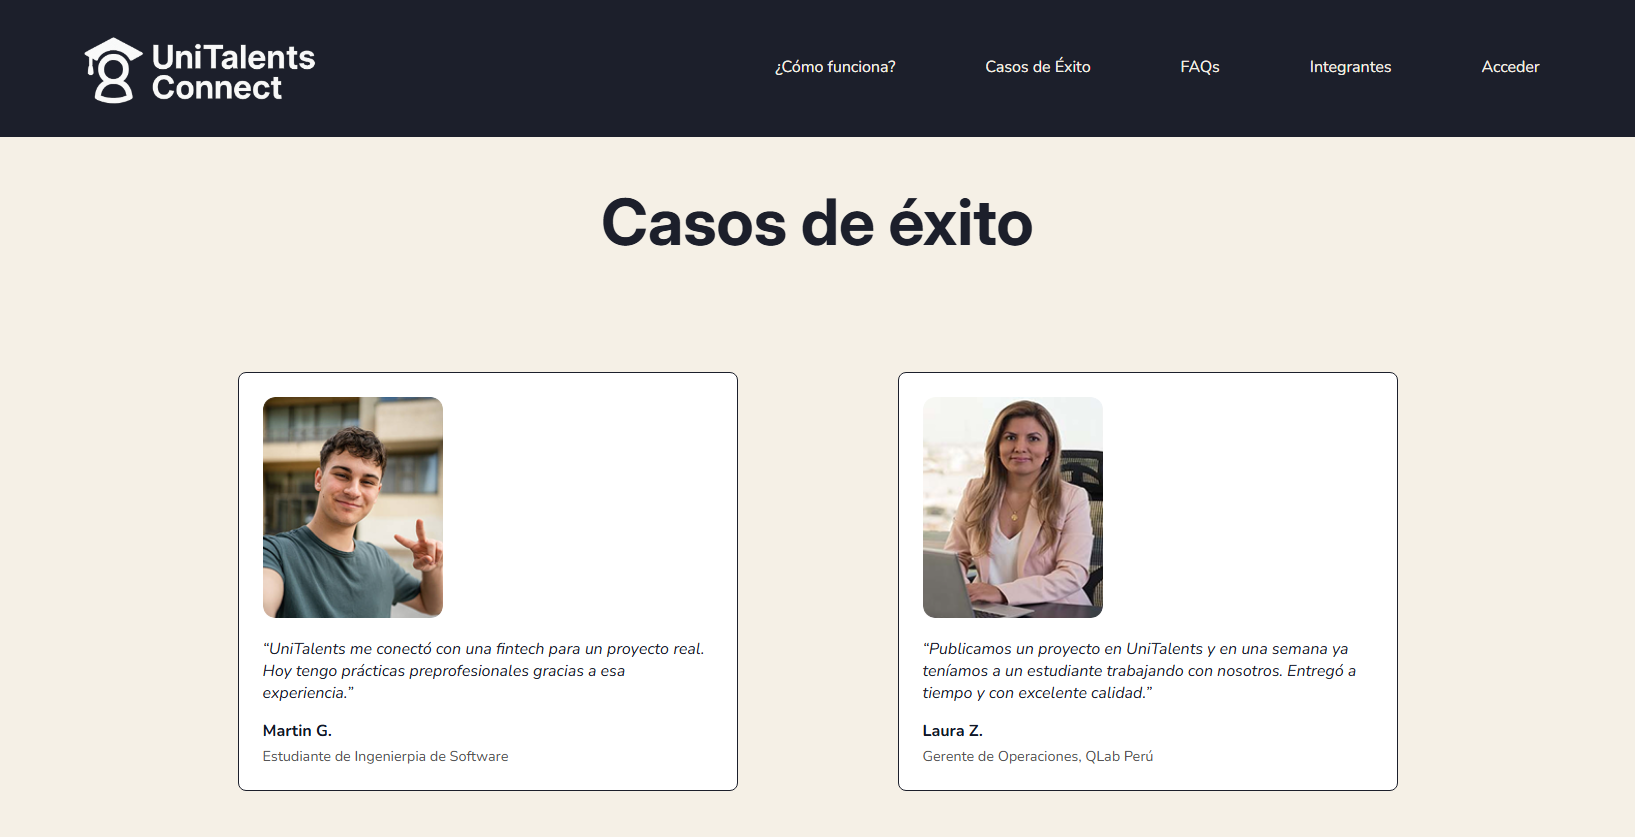 UniTalents
Connect
¿Cómo funciona?
Casos de Éxito
FAQs
Integrantes
Acceder
Casos de éxito
“UniTalents me conectó con una fintech para un proyecto real.
Hoy tengo prácticas preprofesionales gracias a esa
experiencia.”
Martin G.
Estudiante de Ingenierpia de Software
“Publicamos un proyecto en UniTalents y en una semana ya
teníamos a un estudiante trabajando con nosotros. Entregó a
tiempo y con excelente calidad.”
Laura Z.
Gerente de Operaciones, QLab Perú